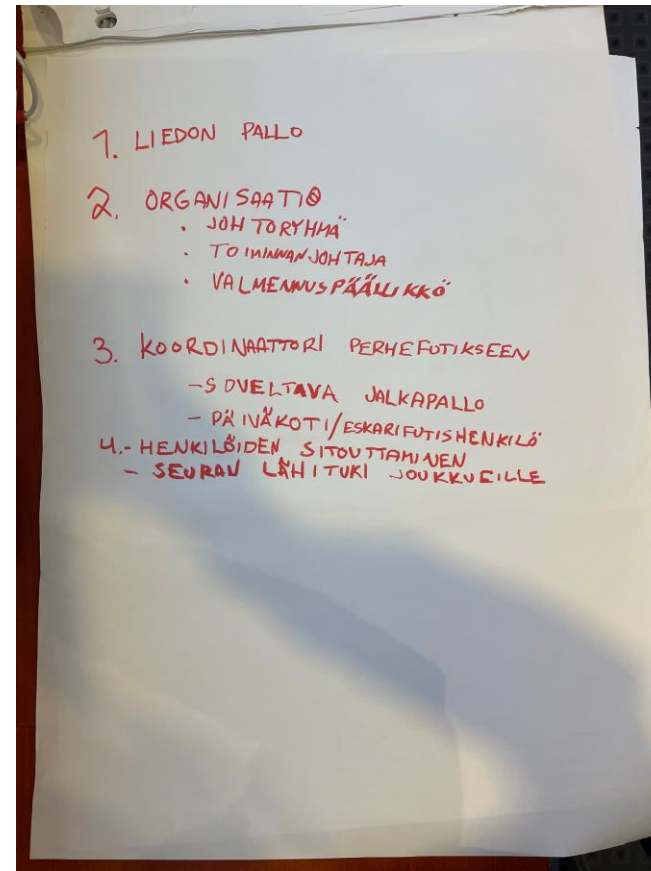 1. LIEDON PALLO
2. ORGANISAATIO
• JOHTORYHMÄ
• TOIMINNANJOHTAJA
• VALMENNUSPÄÄLLIKKÖ
3. KOORDINAATTORI PERHEFUTIKSEEN
- SOVELTAVA JALKAPALLO
- PÄIVÄKOTI/ESKARIFUTISHENKILÖ
4. - HENKILÖIDEN SITOUTTAMINEN
- SEURAN LÄHITUKI JOUKKUEILLE